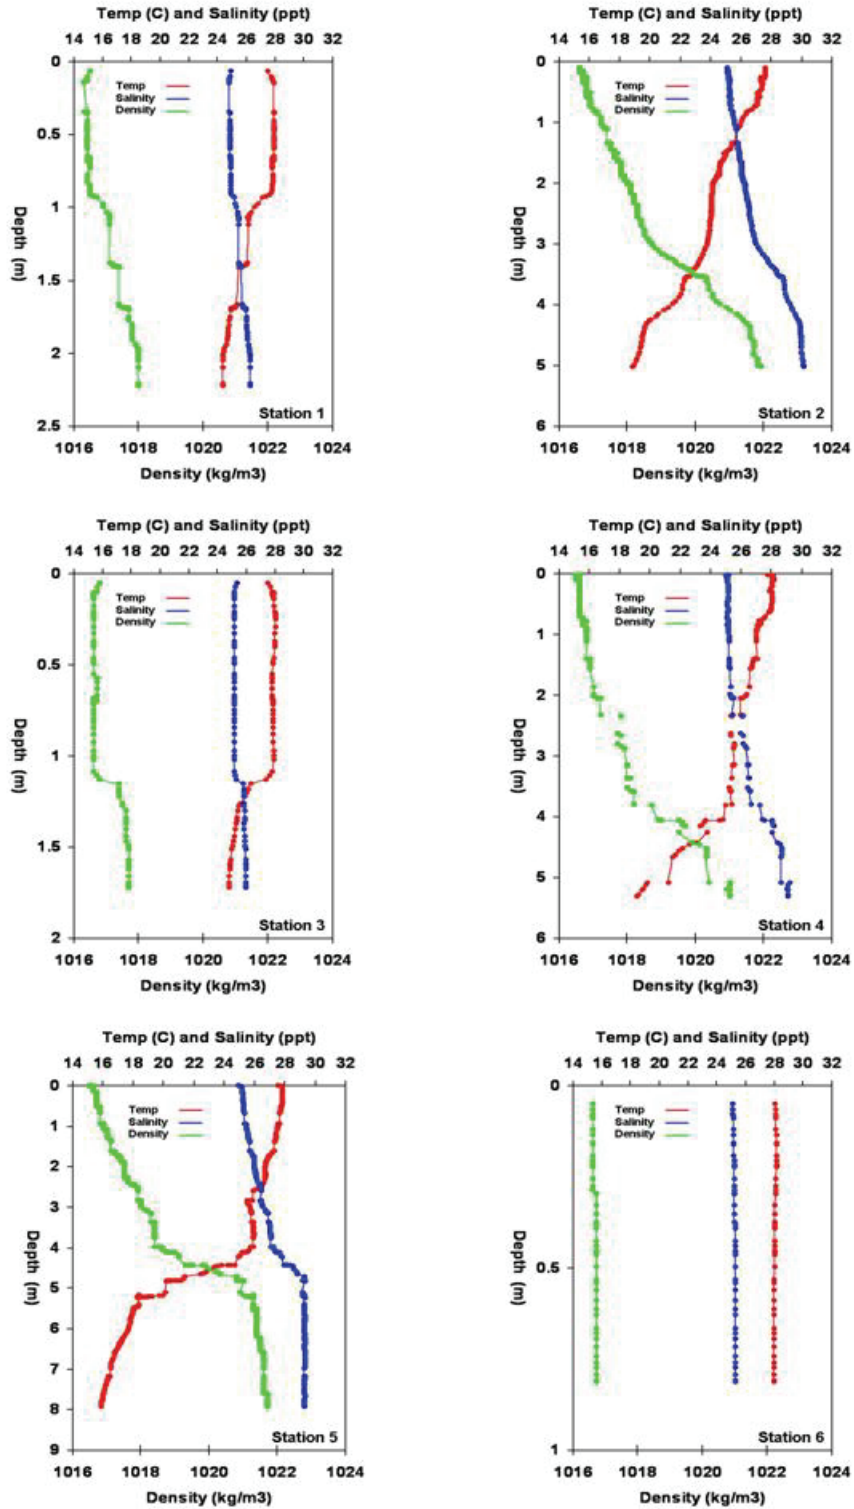 Temp (C) and Salinity (ppt)
14 16 18 20 22 24 26 28 30 32
0
0.5
1
1.5
2
2.5
Depth (m)
Temp
Salinity
Density
Station 1
1016 1018 1020 1022 1024
Density (kg/m3)
Temp (C) and Salinity (ppt)
14 16 18 20 22 24 26 28 30 32
0
1
2
3
4
5
6
Depth (m)
Temp
Salinity
Density
Station 2
1016 1018 1020 1022 1024
Density (kg/m3)
Temp (C) and Salinity (ppt)
14 16 18 20 22 24 26 28 30 32
0
0.5
1
1.5
2
Depth (m)
Temp
Salinity
Density
Station 3
1016 1018 1020 1022 1024
Density (kg/m3)
Temp (C) and Salinity (ppt)
14 16 18 20 22 24 26 28 30 32
0
1
2
3
4
5
6
Depth (m)
Temp
Salinity
Density
Station 4
1016 1018 1020 1022 1024
Density (kg/m3)
Temp (C) and Salinity (ppt)
14 16 18 20 22 24 26 28 30 32
0
1
2
3
4
5
6
7
8
9
Depth (m)
Temp
Salinity
Density
Station 5
1016 1018 1020 1022 1024
Density (kg/m3)
Temp (C) and Salinity (ppt)
14 16 18 20 22 24 26 28 30 32
0
0.5
1
Depth (m)
Temp
Salinity
Density
Station 6
1016 1018 1020 1022 1024
Density (kg/m3)